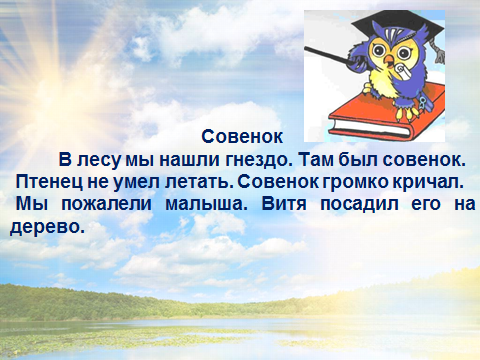 Совенок
В лесу мы нашли гнездо. Там был совенок.
Птенец не умел летать. Совенок громко кричал.
Мы пожалели малыша. Витя посадил его на
дерево.